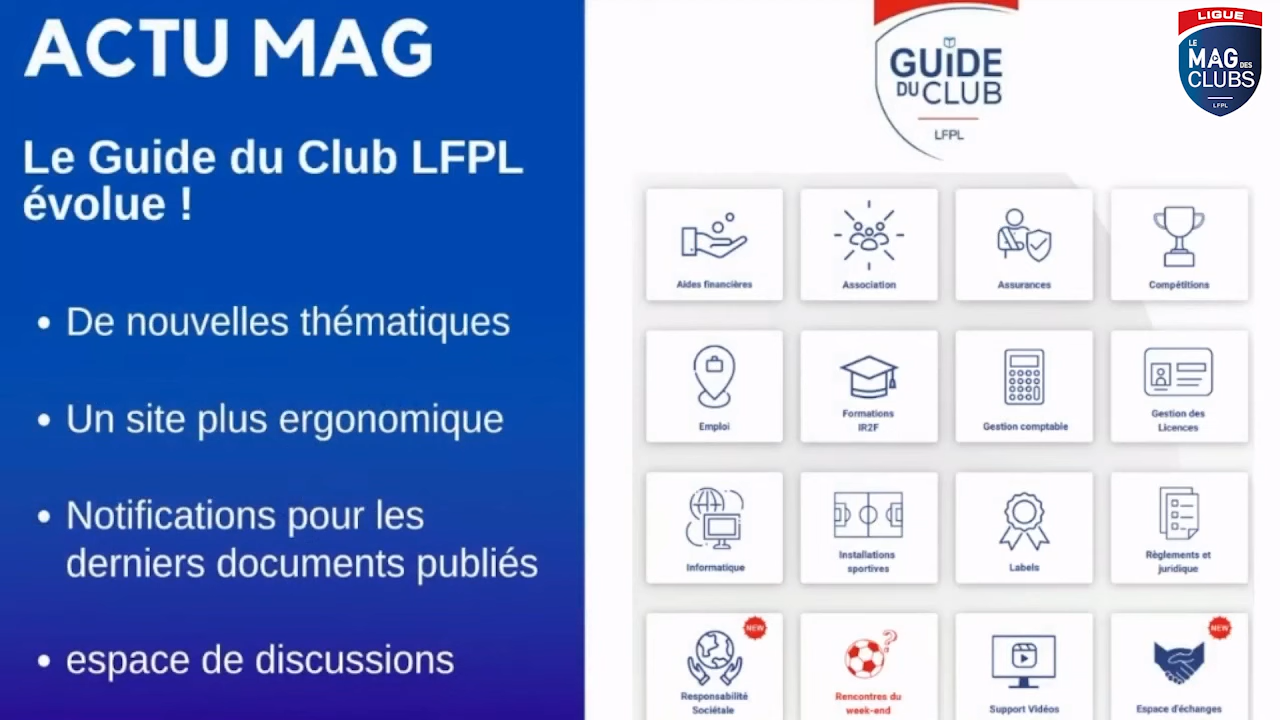 ACTU MAG
Le Guide du Club LFPL
évolue !
• De nouvelles thématiques
• Un site plus ergonomique
• Notifications pour les
derniers documents publiés
• espace de discussions
GUIDE
DU CLUB
LFPL
LIGUE
LE
MAG DES
CLUBS
LFPL
Aides financières
Association
Assurances
Compétitions
Emploi
Formations
IR2F
Gestion comptable
Gestion des
Licences
Informatique
Installations
sportives
Labels
Règlements et
juridique
NEW
Responsabilité
Sociétale
Rencontres du
week-end
Support Vidéos
NEW
Espace d'échanges